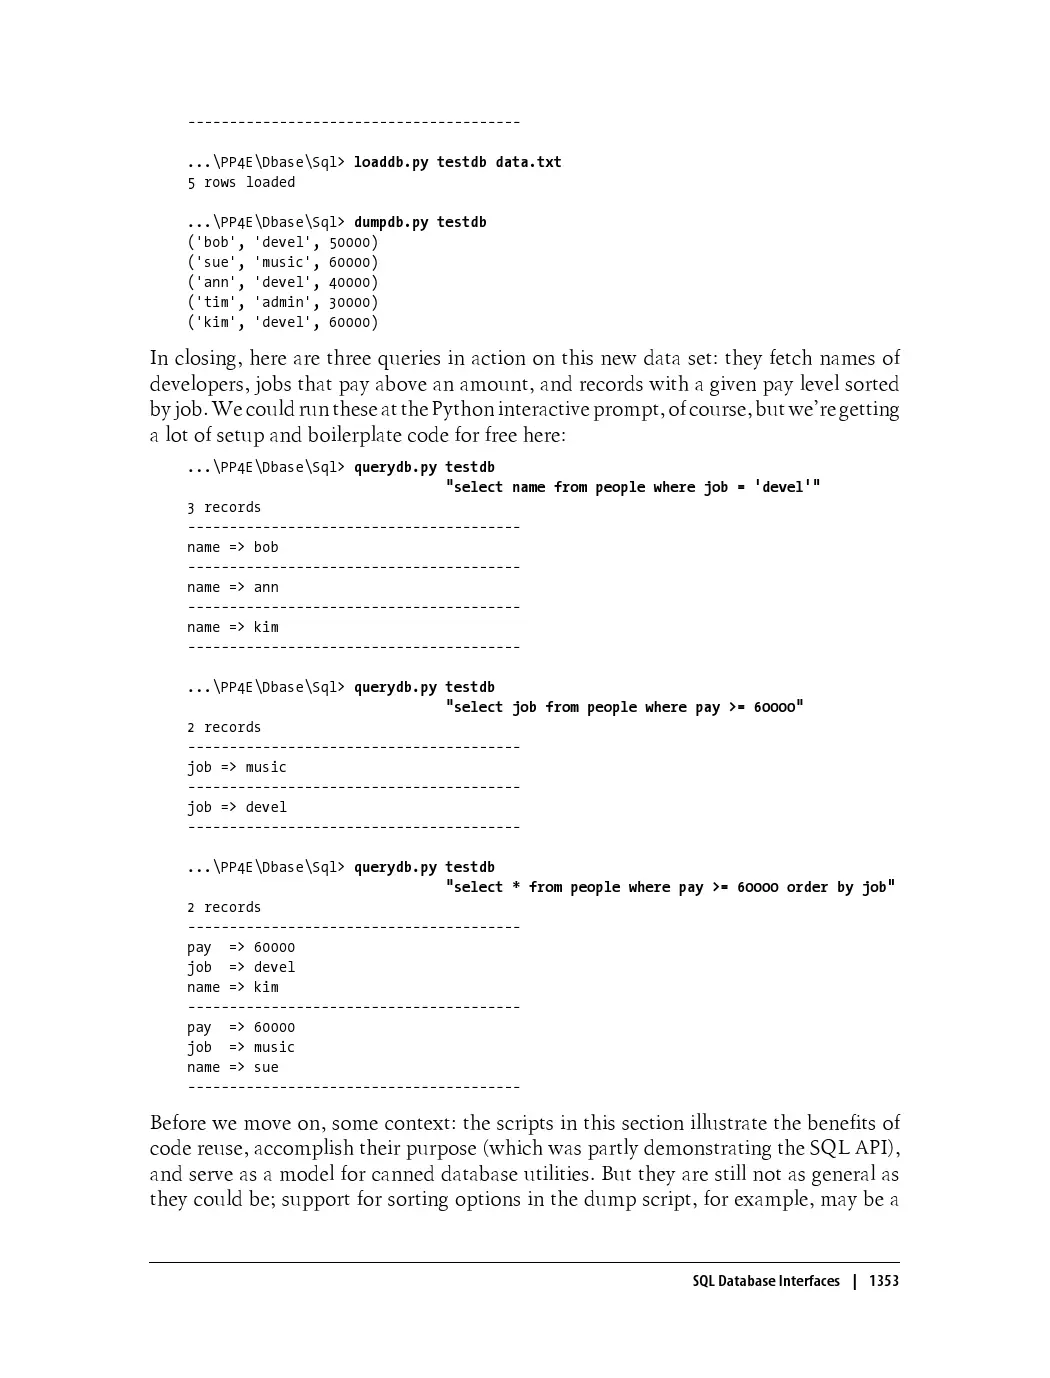 ----------------------------------------
...\PP4E\Dbase\Sql> loaddb.py testdb data.txt
5 rows loaded
...\PP4E\Dbase\Sql> dumpdb.py testdb
('bob', 'devel', 50000)
('sue', 'music', 60000)
('ann', 'devel', 40000)
('tim', 'admin', 30000)
('kim', 'devel', 60000)
In closing, here are three queries in action on this new data set: they fetch names of
developers, jobs that pay above an amount, and records with a given pay level sorted
by job. We could run these at the Python interactive prompt, of course, but we're getting
a lot of setup and boilerplate code for free here:
...\PP4E\Dbase\Sql> querydb.py testdb
"select name from people where job = 'devel'"
3 records
----------------------------------------
name => bob
----------------------------------------
name => ann
----------------------------------------
name => kim
----------------------------------------
...\PP4E\Dbase\Sql> querydb.py testdb
"select job from people where pay >= 60000"
2 records
----------------------------------------
job => music
----------------------------------------
job => devel
----------------------------------------
...\PP4E\Dbase\Sql> querydb.py testdb
"select * from people where pay >= 60000 order by job"
2 records
----------------------------------------
pay  => 60000
job  => devel
name => kim
----------------------------------------
pay  => 60000
job  => music
name => sue
----------------------------------------
Before we move on, some context: the scripts in this section illustrate the benefits of
code reuse, accomplish their purpose (which was partly demonstrating the SQL API),
and serve as a model for canned database utilities. But they are still not as general as
they could be; support for sorting options in the dump script, for example, may be a
SQL Database Interfaces | 1353